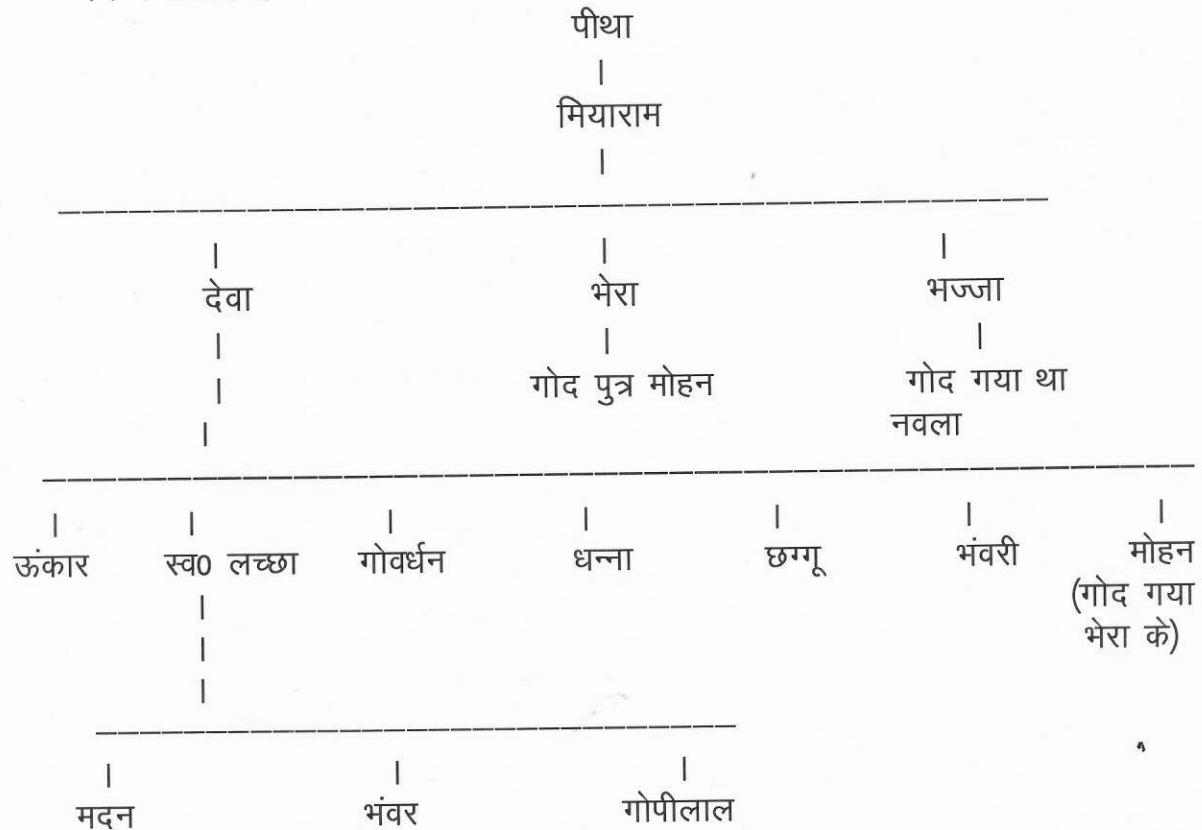 पीथा
मियाराम
देवा भेरा भज्जा
गोद पुत्र मोहन गोद गया था
नवला
ऊंकार स्व0 लच्छा गोवर्धन धन्ना छग्गू भंवरी मोहन
(गोद गया
भेरा के)
मदन भंवर गोपीलाल